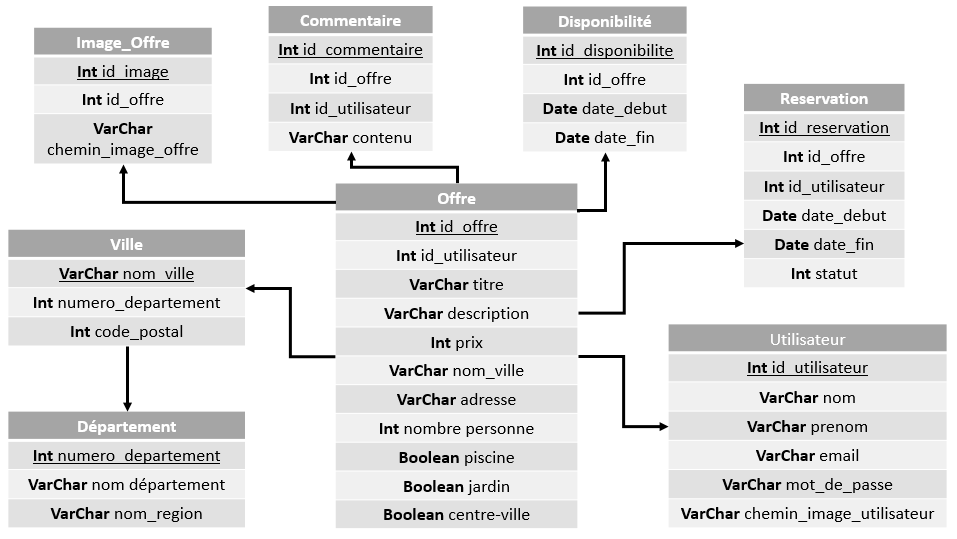 Image_Offre
Int id_image
Int id_offre
VarChar
chemin_image_offre
Commentaire
Int id_commentaire
Int id_offre
Int id_utilisateur
VarChar contenu
Disponibilité
Int id_disponibilite
Int id_offre
Date date_debut
Date date_fin
Reservation
Int id_reservation
Int id_offre
Int id_utilisateur
Date date_debut
Date date_fin
Int statut
Ville
VarChar nom_ville
Int numero_departement
Int code_postal
Offre
Int id_offre
Int id_utilisateur
VarChar titre
VarChar description
Int prix
VarChar nom_ville
VarChar adresse
Int nombre personne
Boolean piscine
Boolean jardin
Boolean centre-ville
Utilisateur
Int id_utilisateur
VarChar nom
VarChar prenom
VarChar email
VarChar mot_de_passe
VarChar chemin_image_utilisateur
Département
Int numero_departement
VarChar nom département
VarChar nom_region